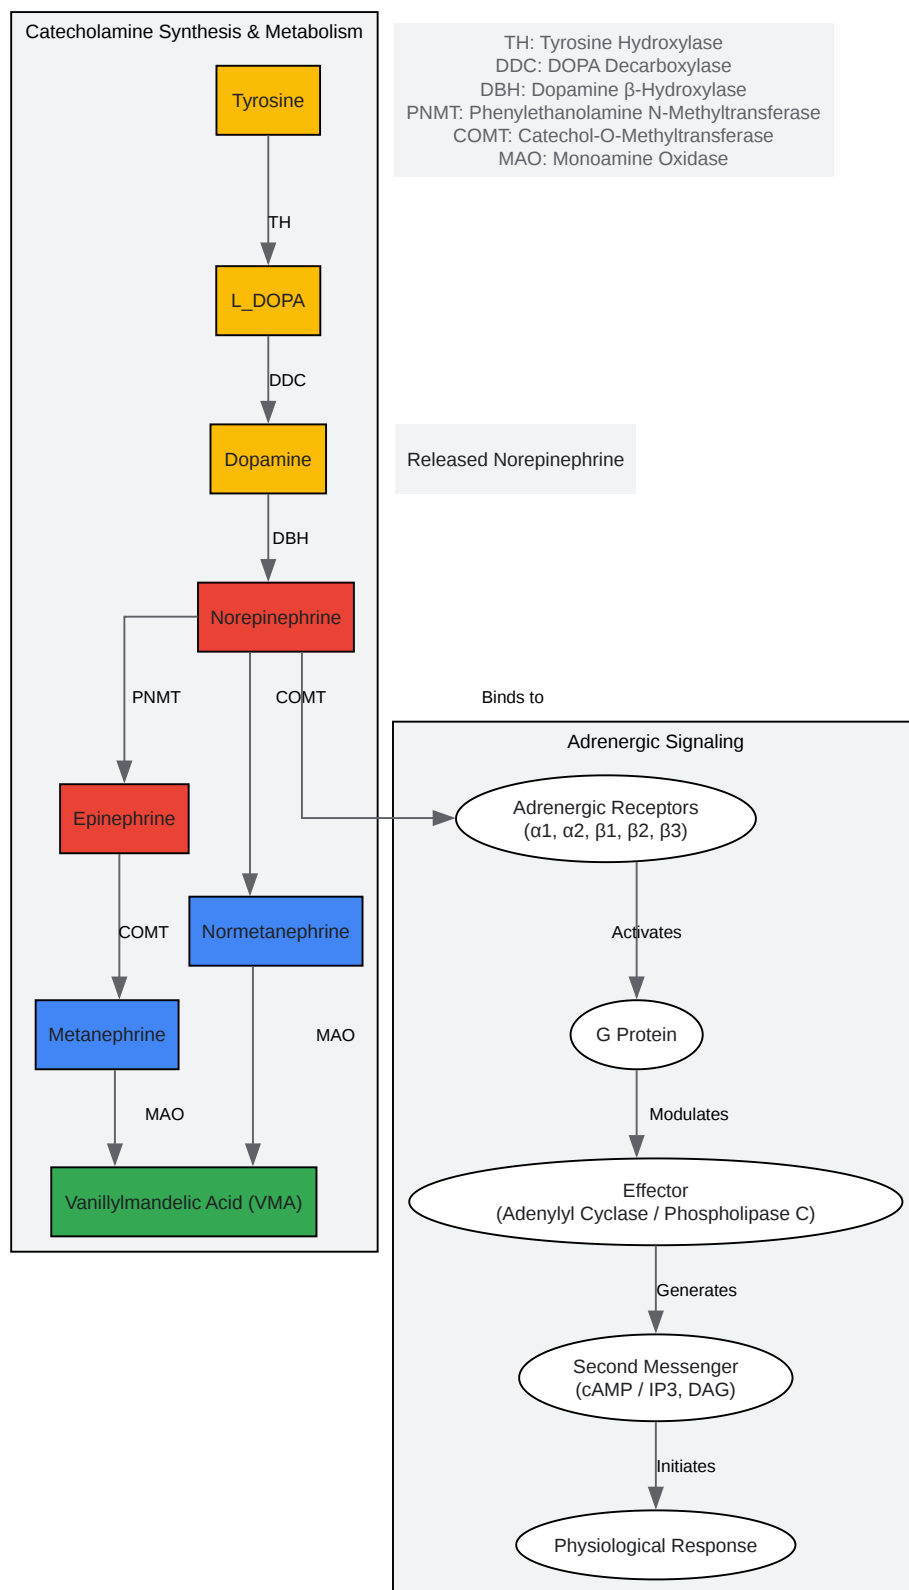 Catecholamine Synthesis & Metabolism
TH: Tyrosine Hydroxylase
DDC: DOPA Decarboxylase
DBH: Dopamine β-Hydroxylase
PNMT: Phenylethanolamine N-Methyltransferase
COMT: Catechol-O-Methyltransferase
MAO: Monoamine Oxidase
Tyrosine
TH
L_DOPA
DDC
Dopamine
Released Norepinephrine
DBH
Norepinephrine
PNMT
COMT
Binds to
Adrenergic Signaling
Epinephrine
Adrenergic Receptors
(α1, α2, β1, β2, β3)
COMT
Normetanephrine
Activates
Metanephrine
MAO
G Protein
MAO
Modulates
Vanillylmandelic Acid (VMA)
Effector
(Adenylyl Cyclase / Phospholipase C)
Generates
Second Messenger
(cAMP / IP3, DAG)
Initiates
Physiological Response